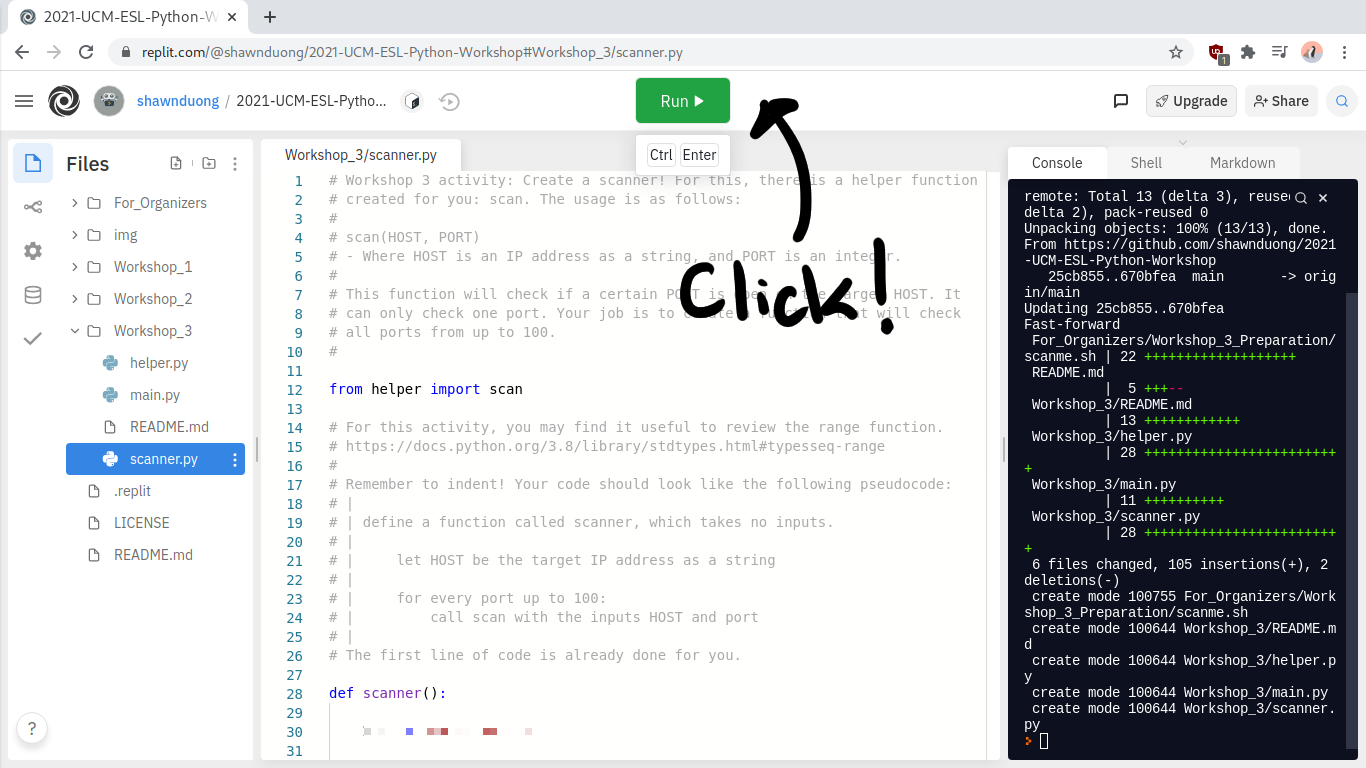 2021-UCM-ESL-Python-W
replit.com/@shawnduong/2021-UCM-ESL-Python-Workshop#Workshop_3/scanner.py
1
shawnduong / 2021-UCM-ESL-Pytho...
Run
Upgrade
Share
Ctrl Enter
Click!
Files
For_Organizers
img
Workshop_1
Workshop_2
Workshop_3
helper.py
main.py
README.md
scanner.py
.replit
LICENSE
README.md
?
Workshop_3/scanner.py
1 # Workshop 3 activity: Create a scanner! For this, there is a helper function
2 # created for you: scan. The usage is as follows:
3 #
4 # scan(HOST, PORT)
5 # - Where HOST is an IP address as a string, and PORT is an integer.
6 #
7 # This function will check if a certain PORT is open on the target HOST. It
8 # can only check one port. Your job is to create a function that will check
9 # all ports from up to 100.
10 #
11
12 from helper import scan
13
14 # For this activity, you may find it useful to review the range function.
15 # https://docs.python.org/3.8/library/stdtypes.html#typesseq-range
16 #
17 # Remember to indent! Your code should look like the following pseudocode:
18 # |
19 # | define a function called scanner, which takes no inputs.
20 # |
21 # |     let HOST be the target IP address as a string
22 # |
23 # |     for every port up to 100:
24 # |         call scan with the inputs HOST and port
25 # |
26 # The first line of code is already done for you.
27
28 def scanner():
29
30
31
Console
Shell
Markdown
remote: Total 13 (delta 3), reuse
delta 2), pack-reused 0
Unpacking objects: 100% (13/13), done.
From https://github.com/shawnduong/2021
-UCM-ESL-Python-Workshop
25cb855..670bfea  main       -> orig
in/main
Updating 25cb855..670bfea
Fast-forward
For_Organizers/Workshop_3_Preparation/
scanme.sh | 22 +++++++++++++++++++
README.md
|  5 +++--
Workshop_3/README.md
| 13 ++++++++++++
Workshop_3/helper.py
| 28 ++++++++++++++++++++++++
+
Workshop_3/main.py
| 11 ++++++++++
Workshop_3/scanner.py
| 28 ++++++++++++++++++++++++
+
6 files changed, 105 insertions(+), 2
deletions(-)
create mode 100755 For_Organizers/Work
shop_3_Preparation/scanme.sh
create mode 100644 Workshop_3/README.m
d
create mode 100644 Workshop_3/helper.p
y
create mode 100644 Workshop_3/main.py
create mode 100644 Workshop_3/scanner.
py